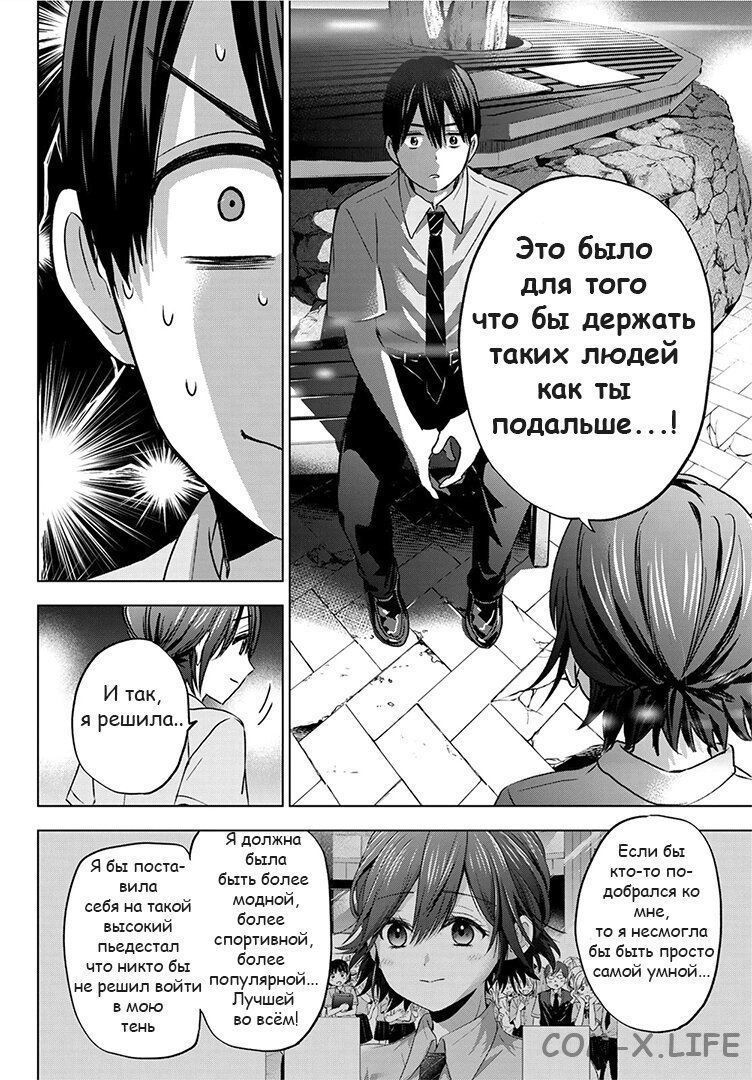 Это было
для того
что бы держать
таких людей
как ты
подальше...!
И так,
я решила..
Если бы
кто-то по-
добрался ко
мне,
то я несмогла
бы быть просто
самой умной...
Я должна
была
быть более
модной,
более
спортивной,
более
популярной...
Лучшей
во всём!
Я бы поста-
вила
себя на такой
высокий
пьедестал
что никто бы
не решил войти
в мою
тень
COM-X.LIFE